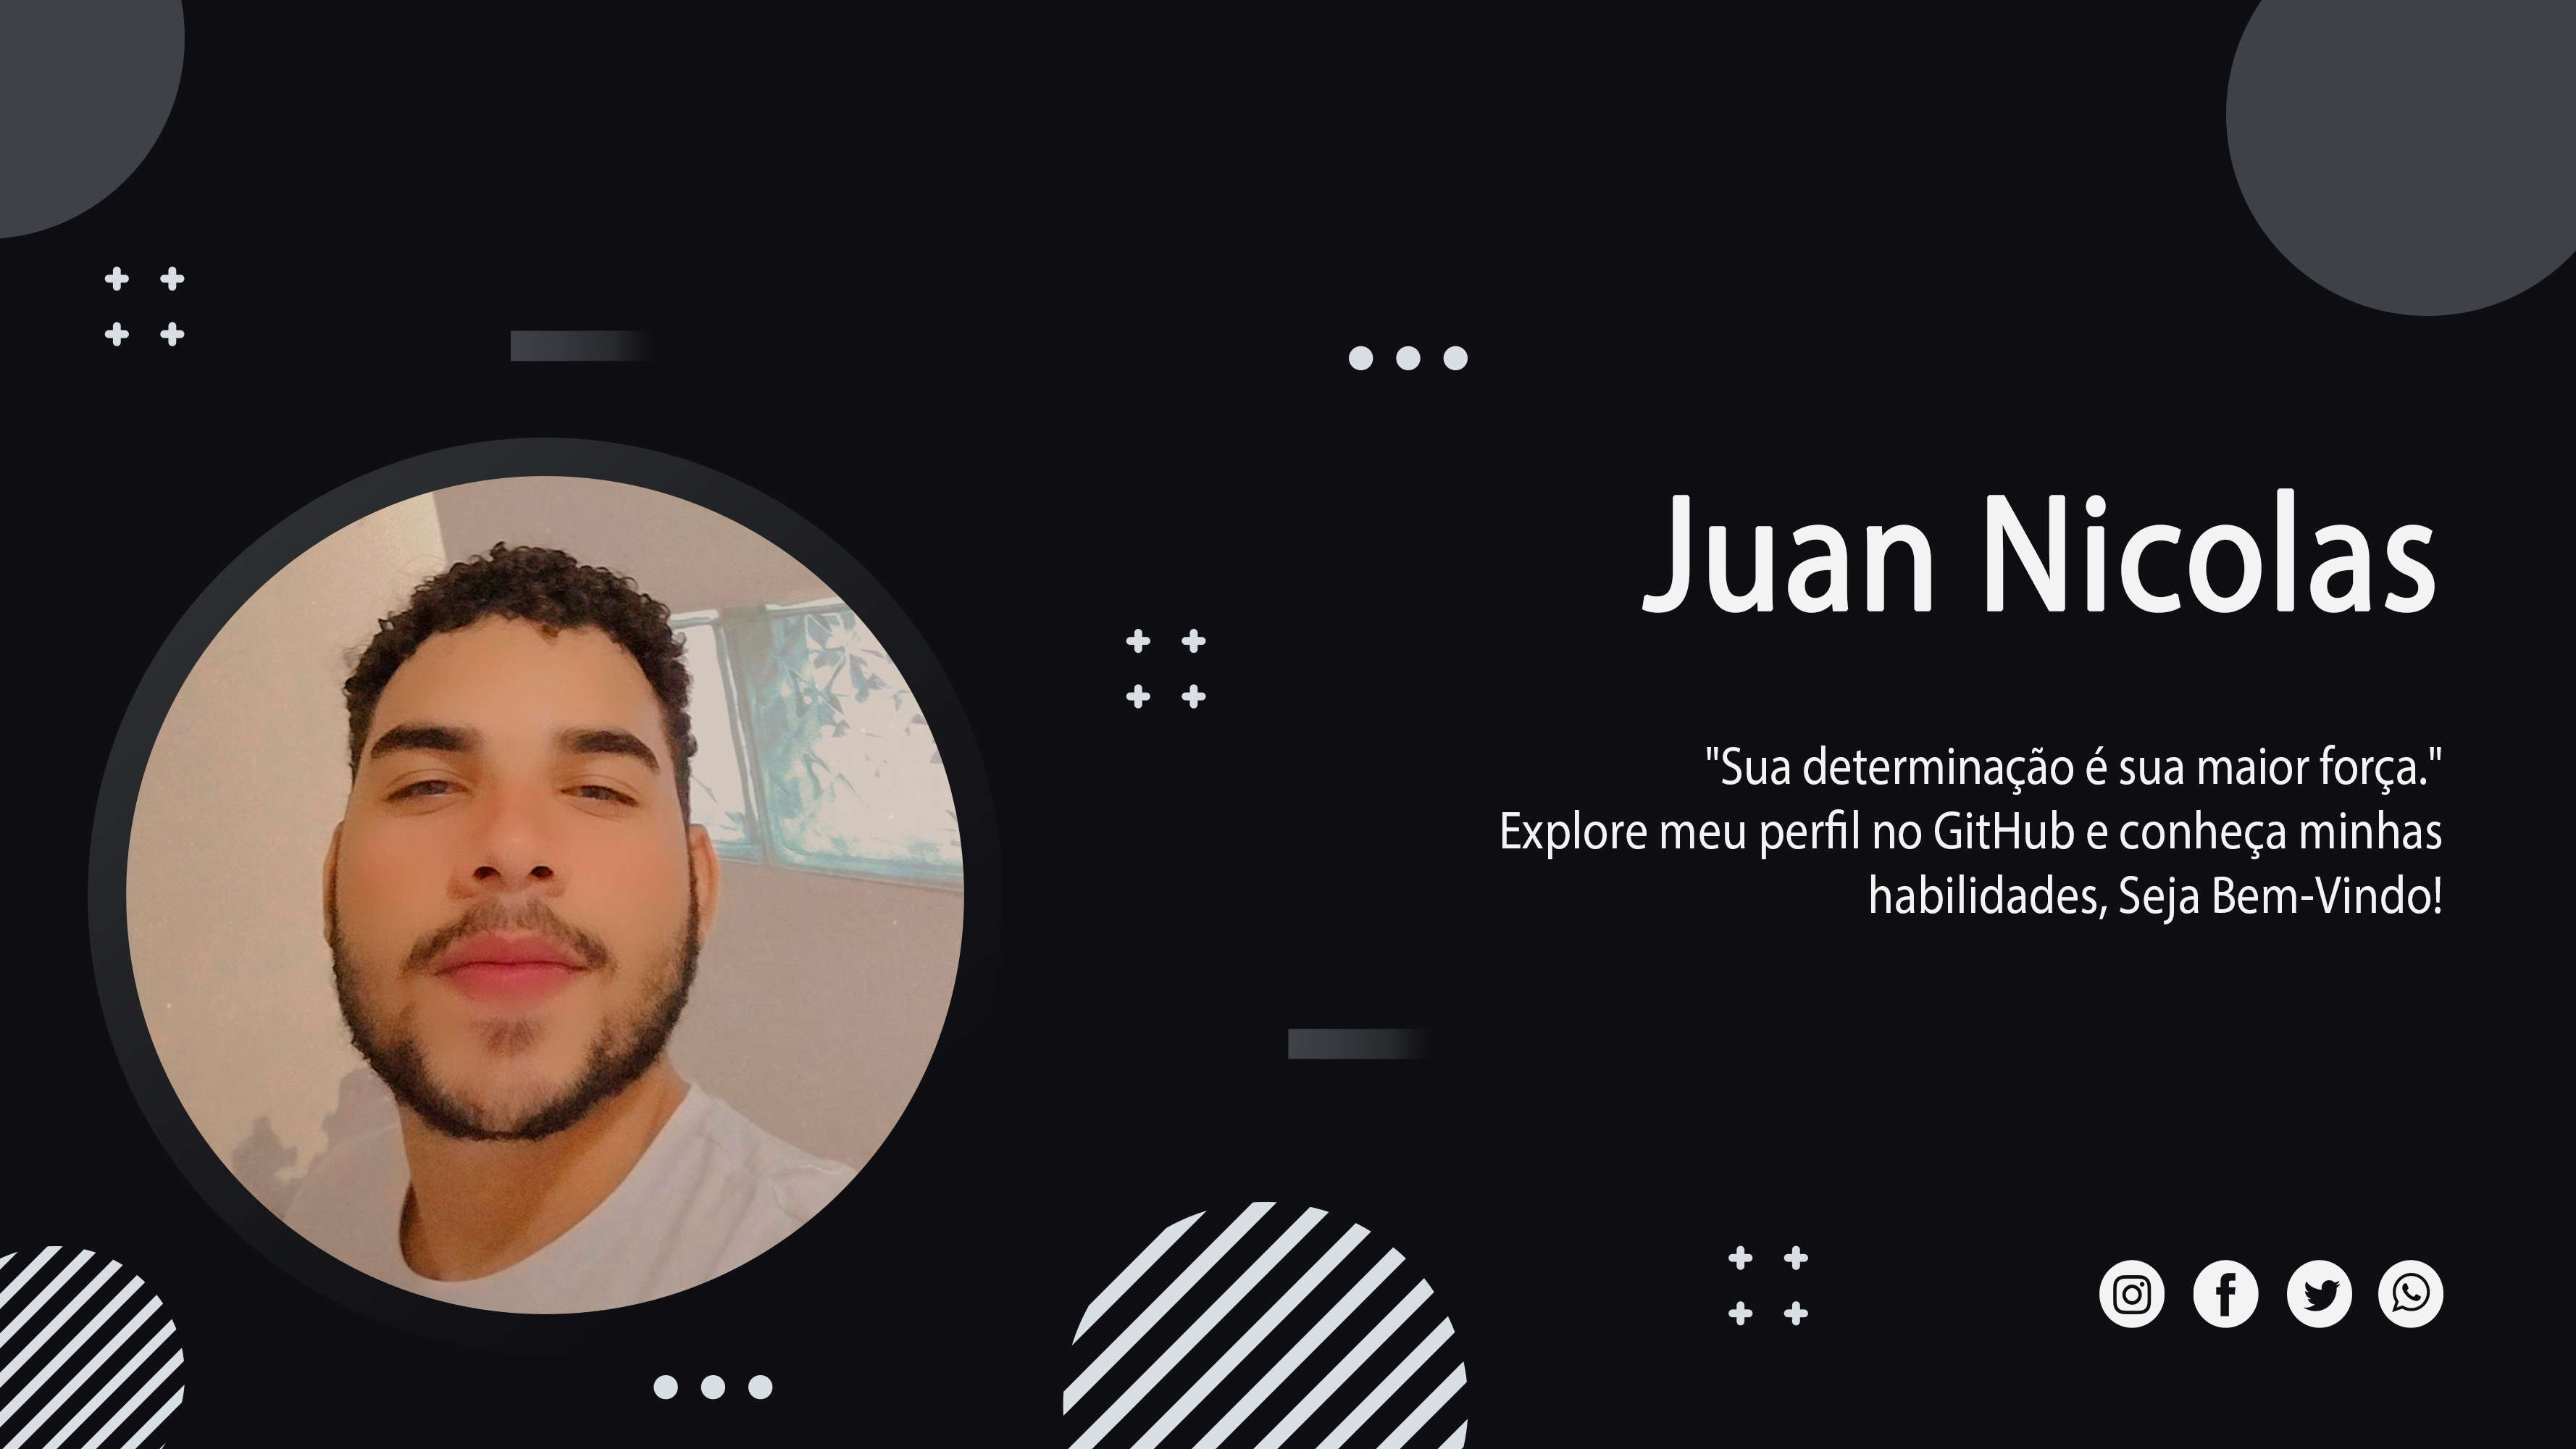 Juan Nicolas
"Sua determinação é sua maior força."
Explore meu perfil no GitHub e conheça minhas
habilidades, Seja Bem-Vindo!